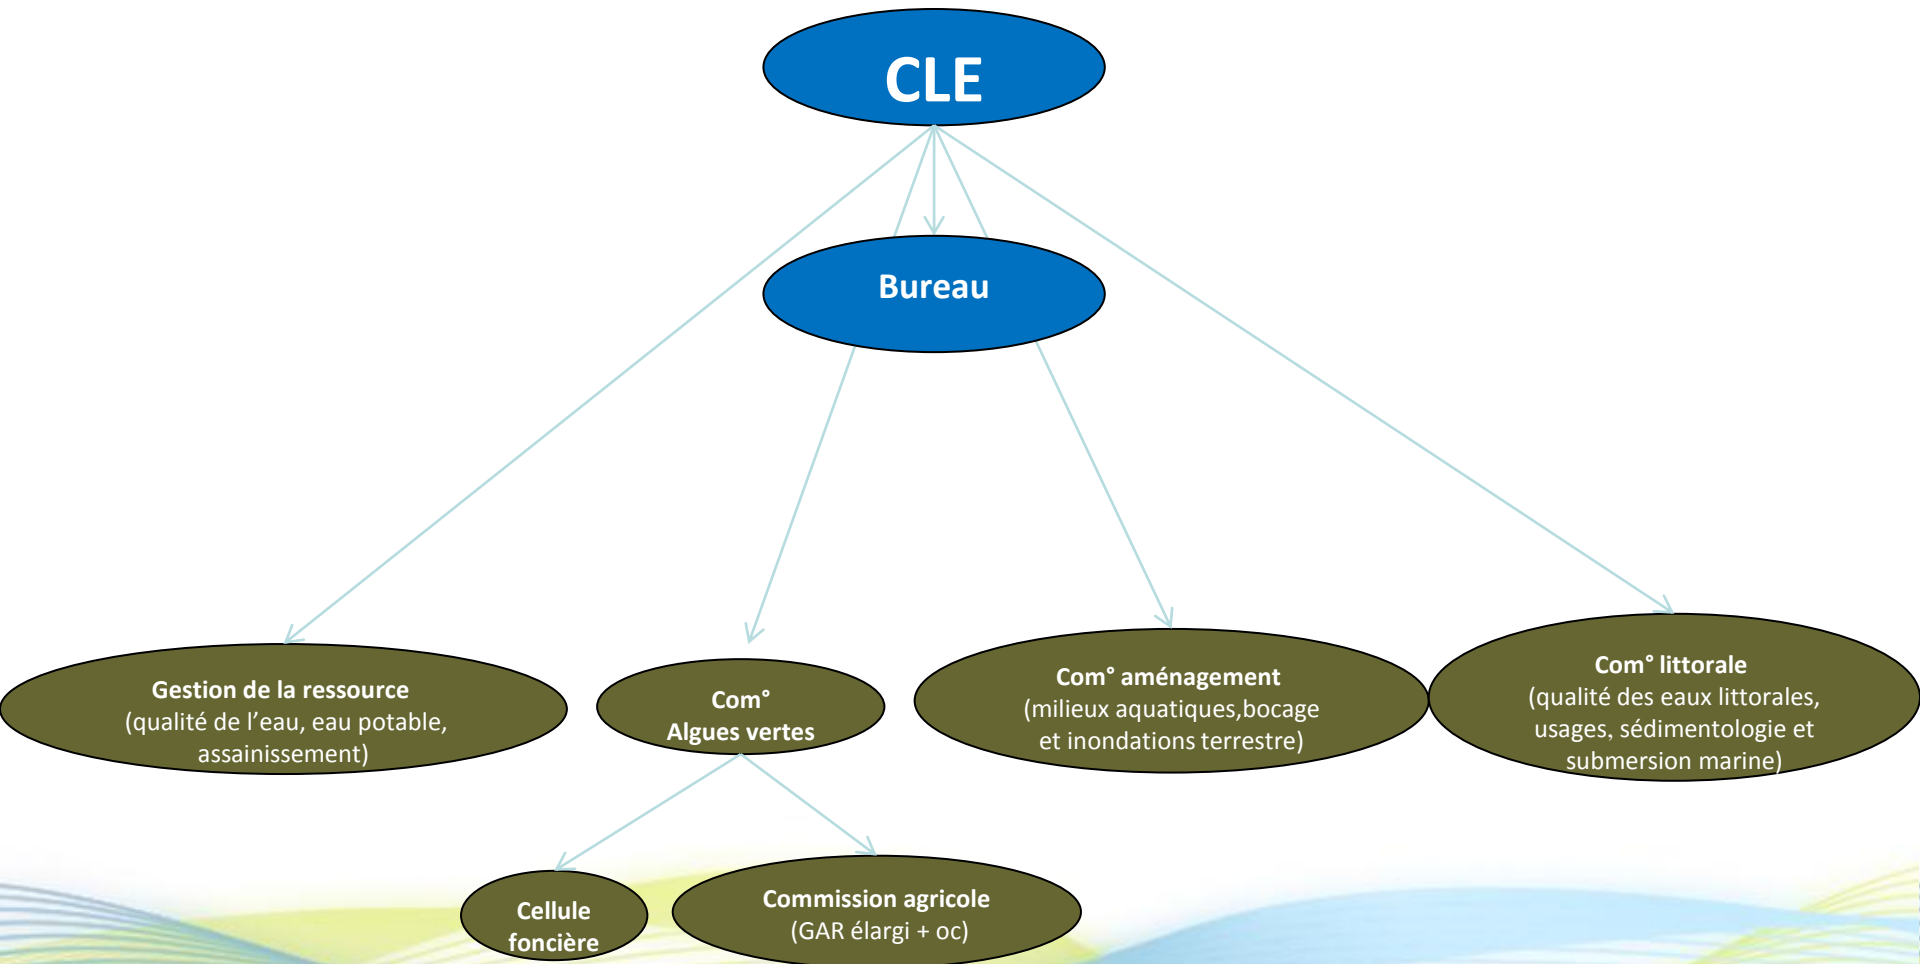 CLE
Bureau
Gestion de la ressource
(qualité de l’eau, eau potable,
assainissement)
Com°
Algues vertes
Com° aménagement
(milieux aquatiques,bocage
et inondations terrestre)
Com° littorale
(qualité des eaux littorales,
usages, sédimentologie et
submersion marine)
Cellule
foncière
Commission agricole
(GAR élargi + oc)